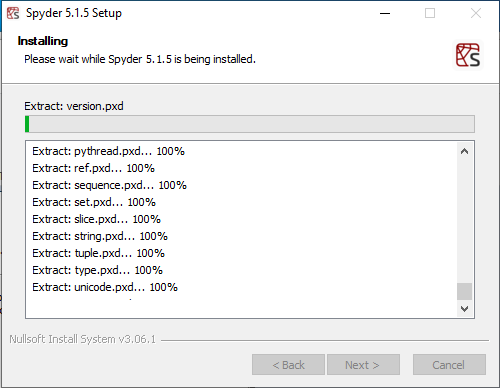 Spyder 5.1.5 Setup
Installing
Please wait while Spyder 5.1.5 is being installed.
S
Extract: version.pxd
Extract: pythread.pxd... 100%
Extract: ref.pxd... 100%
Extract: sequence.pxd... 100%
Extract: set.pxd... 100%
Extract: slice.pxd... 100%
Extract: string.pxd... 100%
Extract: tuple.pxd... 100%
Extract: type.pxd... 100%
Extract: unicode.pxd... 100%
Nullsoft Install System v3.06.1
< Back
Next >
Cancel